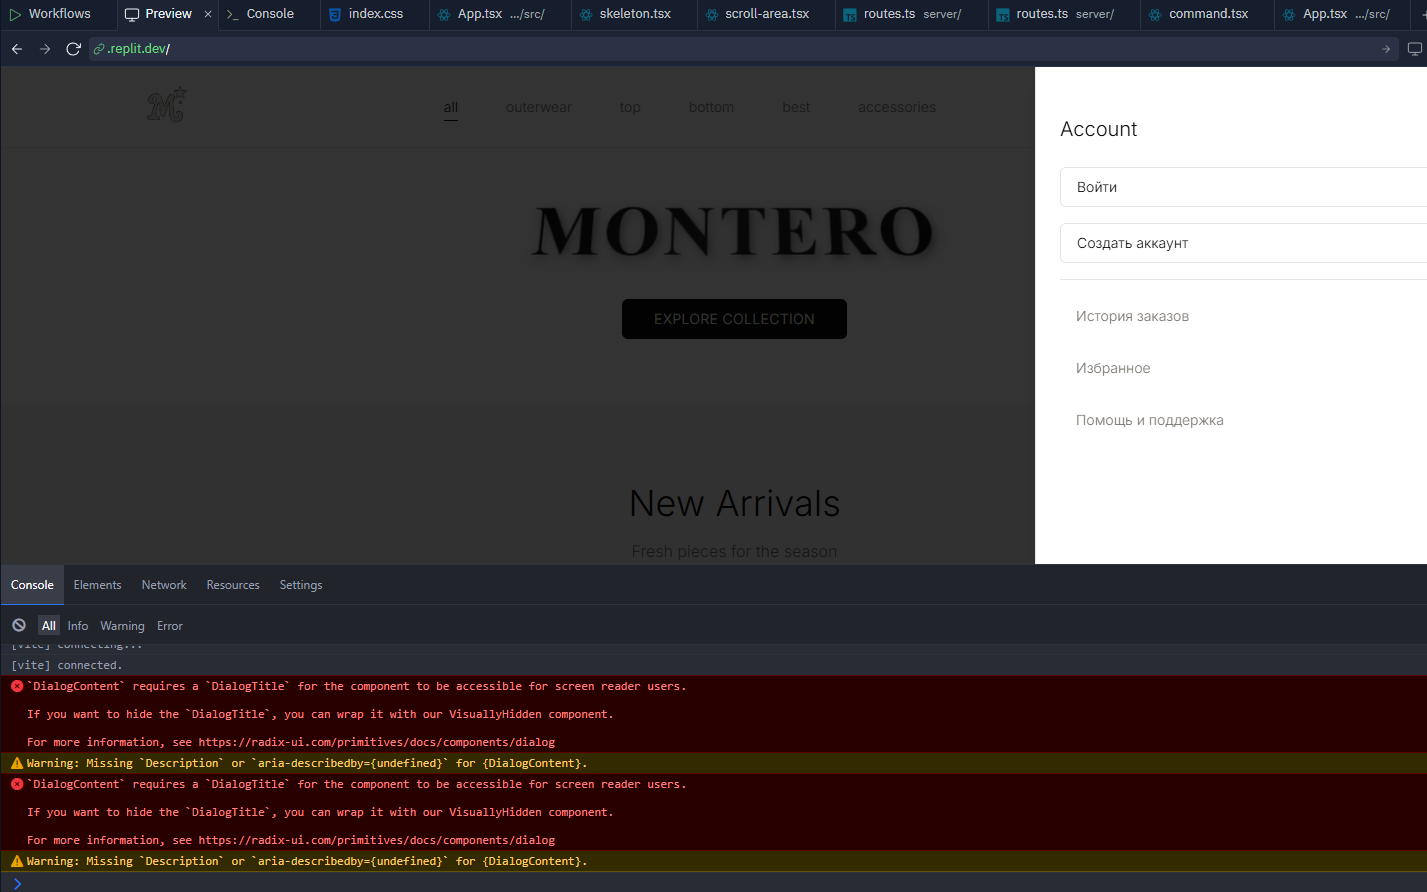 Workflows
Preview
Console
index.css
App.tsx .../src/
skeleton.tsx
scroll-area.tsx
routes.ts server/
routes.ts server/
command.tsx
App.tsx .../src/
.replit.dev/
M
all
outerwear
top
bottom
best
accessories
MONTERO
EXPLORE COLLECTION
New Arrivals
Fresh pieces for the season
Account
Войти
Создать аккаунт
История заказов
Избранное
Помощь и поддержка
Console
Elements
Network
Resources
Settings
All
Info
Warning
Error
[vite] connecting...
[vite] connected.
`DialogContent` requires a `DialogTitle` for the component to be accessible for screen reader users.
If you want to hide the `DialogTitle`, you can wrap it with our VisuallyHidden component.
For more information, see https://radix-ui.com/primitives/docs/components/dialog
Warning: Missing `Description` or `aria-describedby={undefined}` for {DialogContent}.
`DialogContent` requires a `DialogTitle` for the component to be accessible for screen reader users.
If you want to hide the `DialogTitle`, you can wrap it with our VisuallyHidden component.
For more information, see https://radix-ui.com/primitives/docs/components/dialog
Warning: Missing `Description` or `aria-describedby={undefined}` for {DialogContent}.